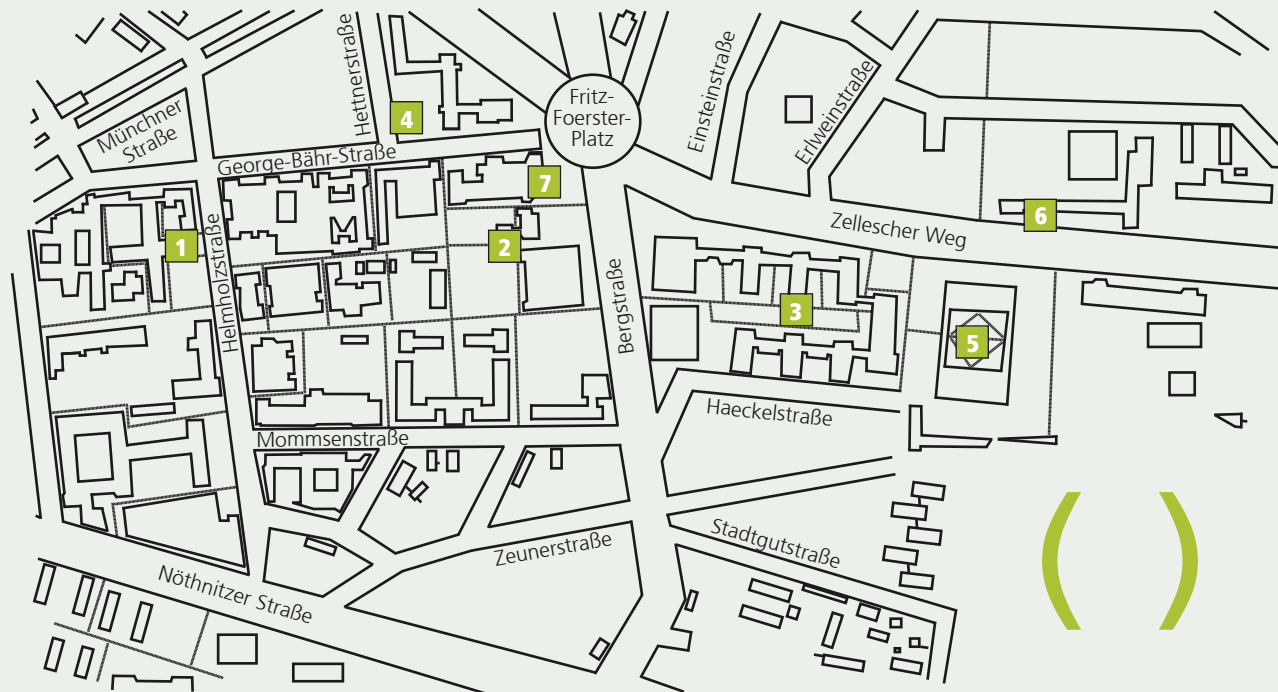 Hettnerstraße
4
Fritz-
Foerster-
Platz
Einsteinstraße
Erlweinstraße
Münchner
Straße
George-Bähr-Straße
7
6
Zellescher Weg
1
2
Helmholzstraße
Bergstraße
3
5
Haeckelstraße
Mommsenstraße
Zeunerstraße
Stadtgutstraße
Nöthnitzer Straße
( )